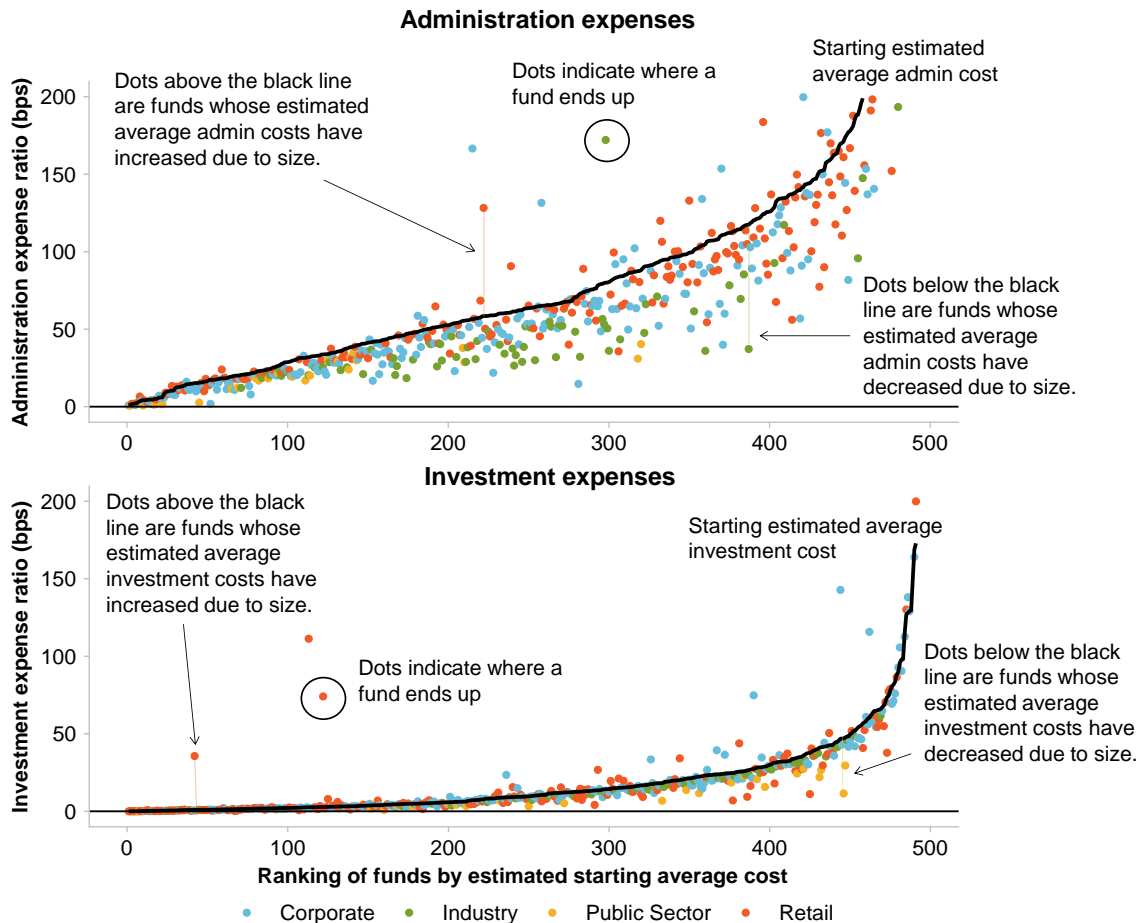 Administration expenses
Administration expense ratio (bps)
200
150
100
50
0
Dots above the black line
are funds whose estimated
average admin costs have
increased due to size.
Dots indicate where a
fund ends up
Starting estimated
average admin cost
Dots below the black
line are funds whose
estimated average
admin costs have
decreased due to size.
0 100 200 300 400 500
Investment expenses
Investment expense ratio (bps)
200
150
100
50
0
Dots above the black
line are funds whose
estimated average
investment costs have
increased due to size.
Dots indicate where a
fund ends up
Starting estimated average
investment cost
Dots below the black
line are funds whose
estimated average
investment costs have
decreased due to size.
0 100 200 300 400 500
Ranking of funds by estimated starting average cost
Corporate Industry Public Sector Retail